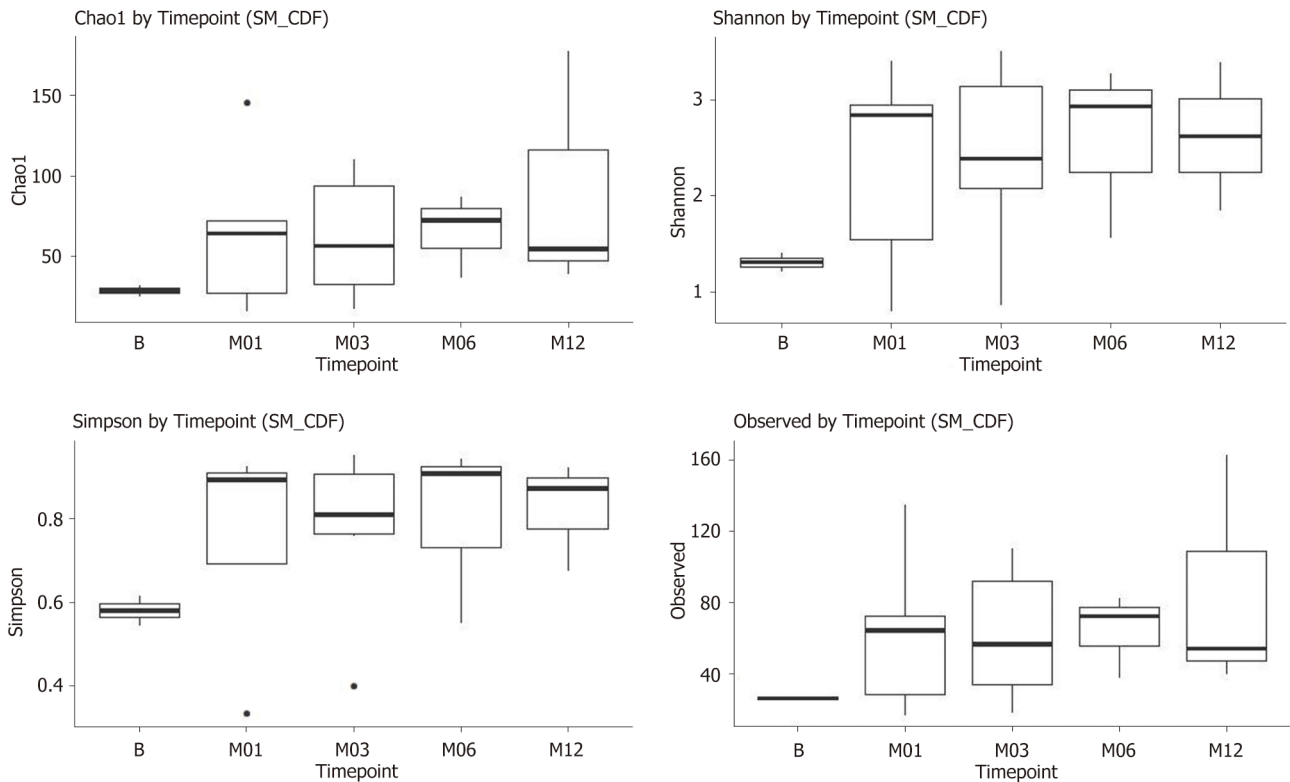 Chao1 by Timepoint (SM_CDF)
Chao1
150
100
50
B M01 M03 M06 M12
Timepoint
Shannon by Timepoint (SM_CDF)
Shannon
3
2
1
B M01 M03 M06 M12
Timepoint
Simpson by Timepoint (SM_CDF)
Simpson
0.8
0.6
0.4
B M01 M03 M06 M12
Timepoint
Observed by Timepoint (SM_CDF)
Observed
160
120
80
40
B M01 M03 M06 M12
Timepoint